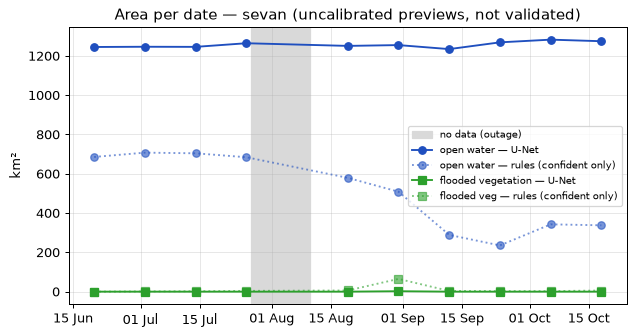 Area per date — sevan (uncalibrated previews, not validated)
km²
1200
1000
800
600
400
200
0
no data (outage)
open water — U-Net
open water — rules (confident only)
flooded vegetation — U-Net
flooded veg — rules (confident only)
15 Jun
01 Jul
15 Jul
01 Aug
15 Aug
01 Sep
15 Sep
01 Oct
15 Oct